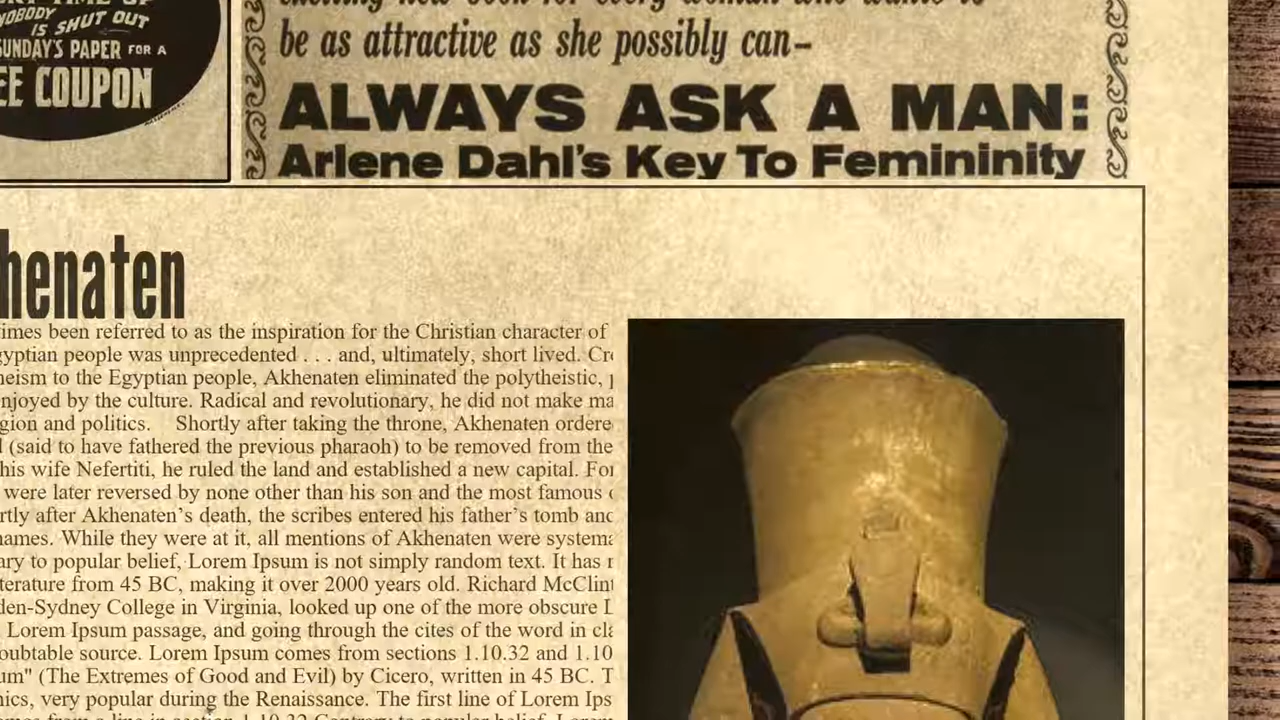 NOBODY
IS SHUT OUT
SUNDAY'S PAPER FOR A
COUPON
be as attractive as she possibly can–
ALWAYS ASK A MAN:
Arlene Dahl's Key To Femininity
henaten
imes been referred to as the inspiration for the Christian character of
gyptian people was unprecedented . . . and, ultimately, short lived. Cr
heism to the Egyptian people, Akhenaten eliminated the polytheistic,
njoyed by the culture. Radical and revolutionary, he did not make ma
gion and politics. Shortly after taking the throne, Akhenaten ordere
(said to have fathered the previous pharaoh) to be removed from the
his wife Nefertiti, he ruled the land and established a new capital. For
were later reversed by none other than his son and the most famous
rtly after Akhenaten's death, the scribes entered his father's tomb and
names. While they were at it, all mentions of Akhenaten were systema
ary to popular belief, Lorem Ipsum is not simply random text. It has
terature from 45 BC, making it over 2000 years old. Richard McClint
den-Sydney College in Virginia, looked up one of the more obscure L
Lorem Ipsum passage, and going through the cites of the word in cla
oubtable source. Lorem Ipsum comes from sections 1.10.32 and 1.10
um" (The Extremes of Good and Evil) by Cicero, written in 45 BC. T
nics, very popular during the Renaissance. The first line of Lorem Ips